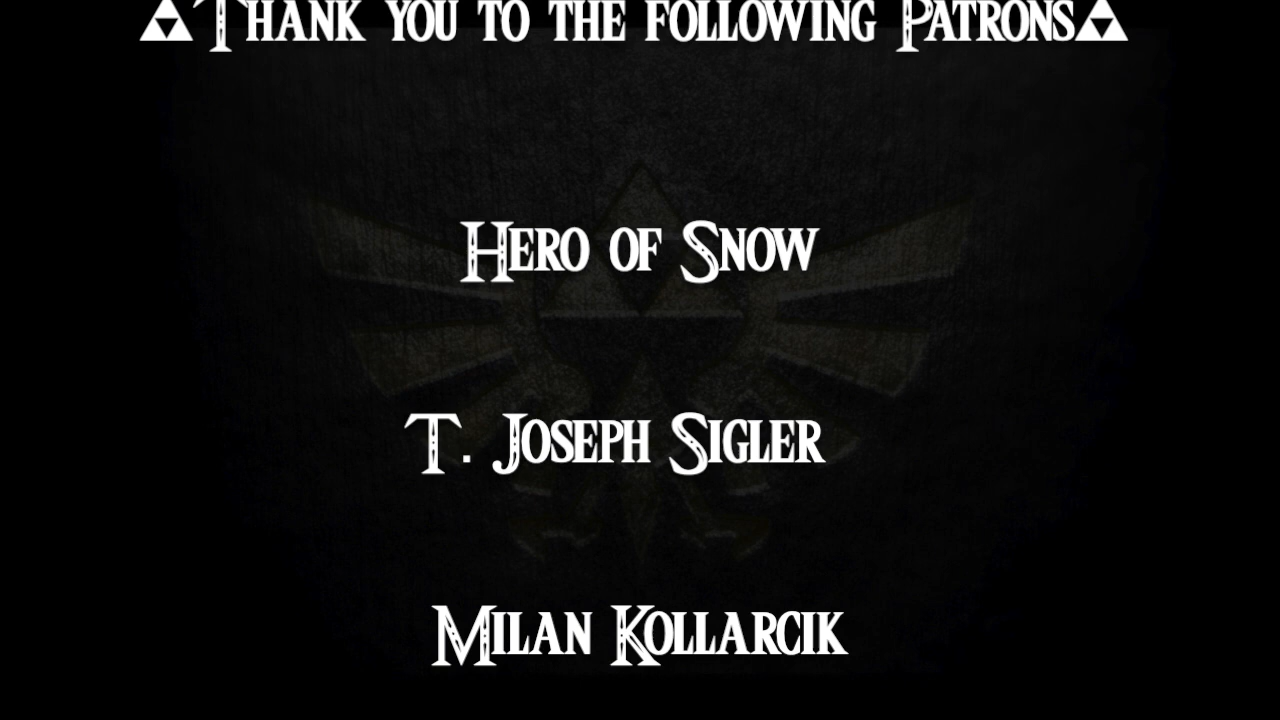 Thank you to the following Patrons
Hero of Snow
T. Joseph Sigler
Milan Kollarcik